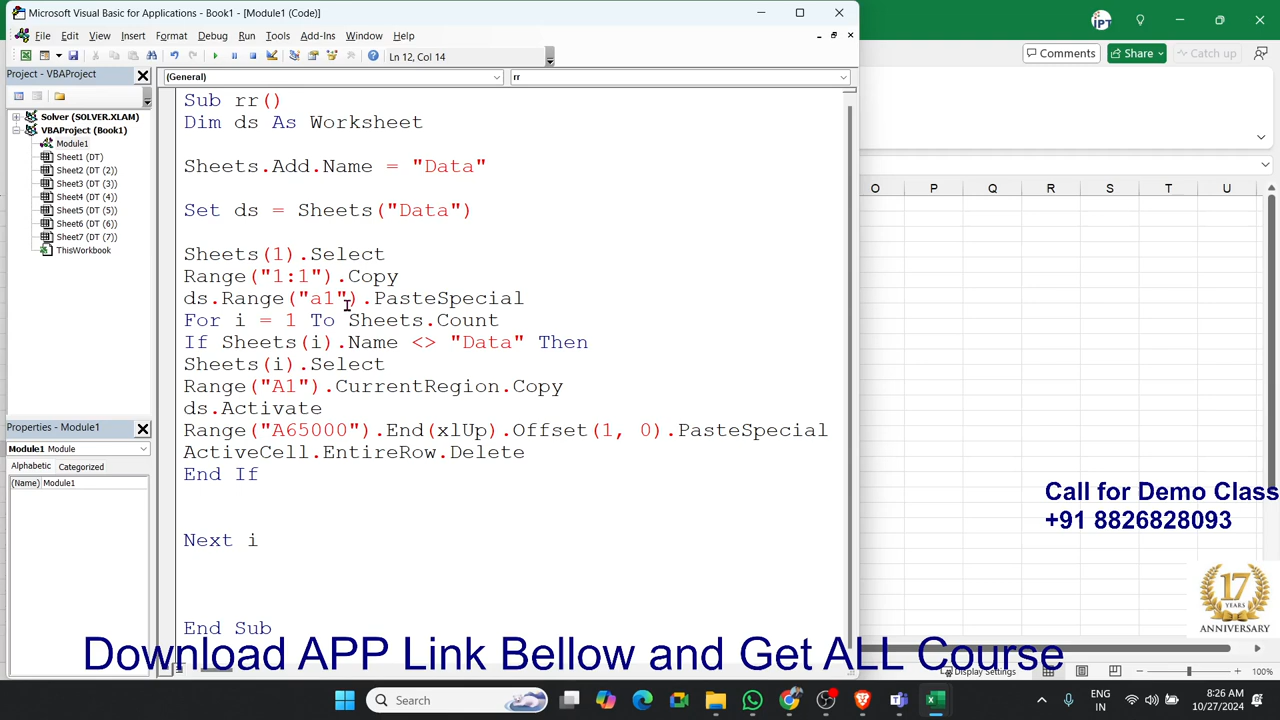 Microsoft Visual Basic for Applications - Book1 - [Module1 (Code)]
File Edit View Insert Format Debug Run Tools Add-Ins Window Help
Ln 12, Col 14
Comments
Share
Catch up
Project - VBAProject
(General)
rr
Solver (SOLVER.XLAM)
VBAProject (Book1)
Module1
Sheet1 (DT)
Sheet2 (DT (2))
Sheet3 (DT (3))
Sheet4 (DT (4))
Sheet5 (DT (5))
Sheet6 (DT (6))
Sheet7 (DT (7))
ThisWorkbook
Sub rr()
Dim ds As Worksheet
Sheets.Add.Name = "Data"
Set ds = Sheets("Data")
Sheets(1).Select
Range("1:1").Copy
ds.Range("a1").PasteSpecial
For i = 1 To Sheets.Count
If Sheets(i).Name <> "Data" Then
Sheets(i).Select
Range("A1").CurrentRegion.Copy
ds.Activate
Range("A65000").End(xlUp).Offset(1, 0).PasteSpecial
ActiveCell.EntireRow.Delete
End If
Next i
End Sub
O P Q R S T U
Properties - Module1
Module1 Module
Alphabetic Categorized
(Name) Module1
Call for Demo Class
+91 8826828093
17
YEARS
ANNIVERSARY
Download APP Link Bellow and Get ALL Course
Display Settings
100%
Search
ENG
IN
8:26 AM
10/27/2024